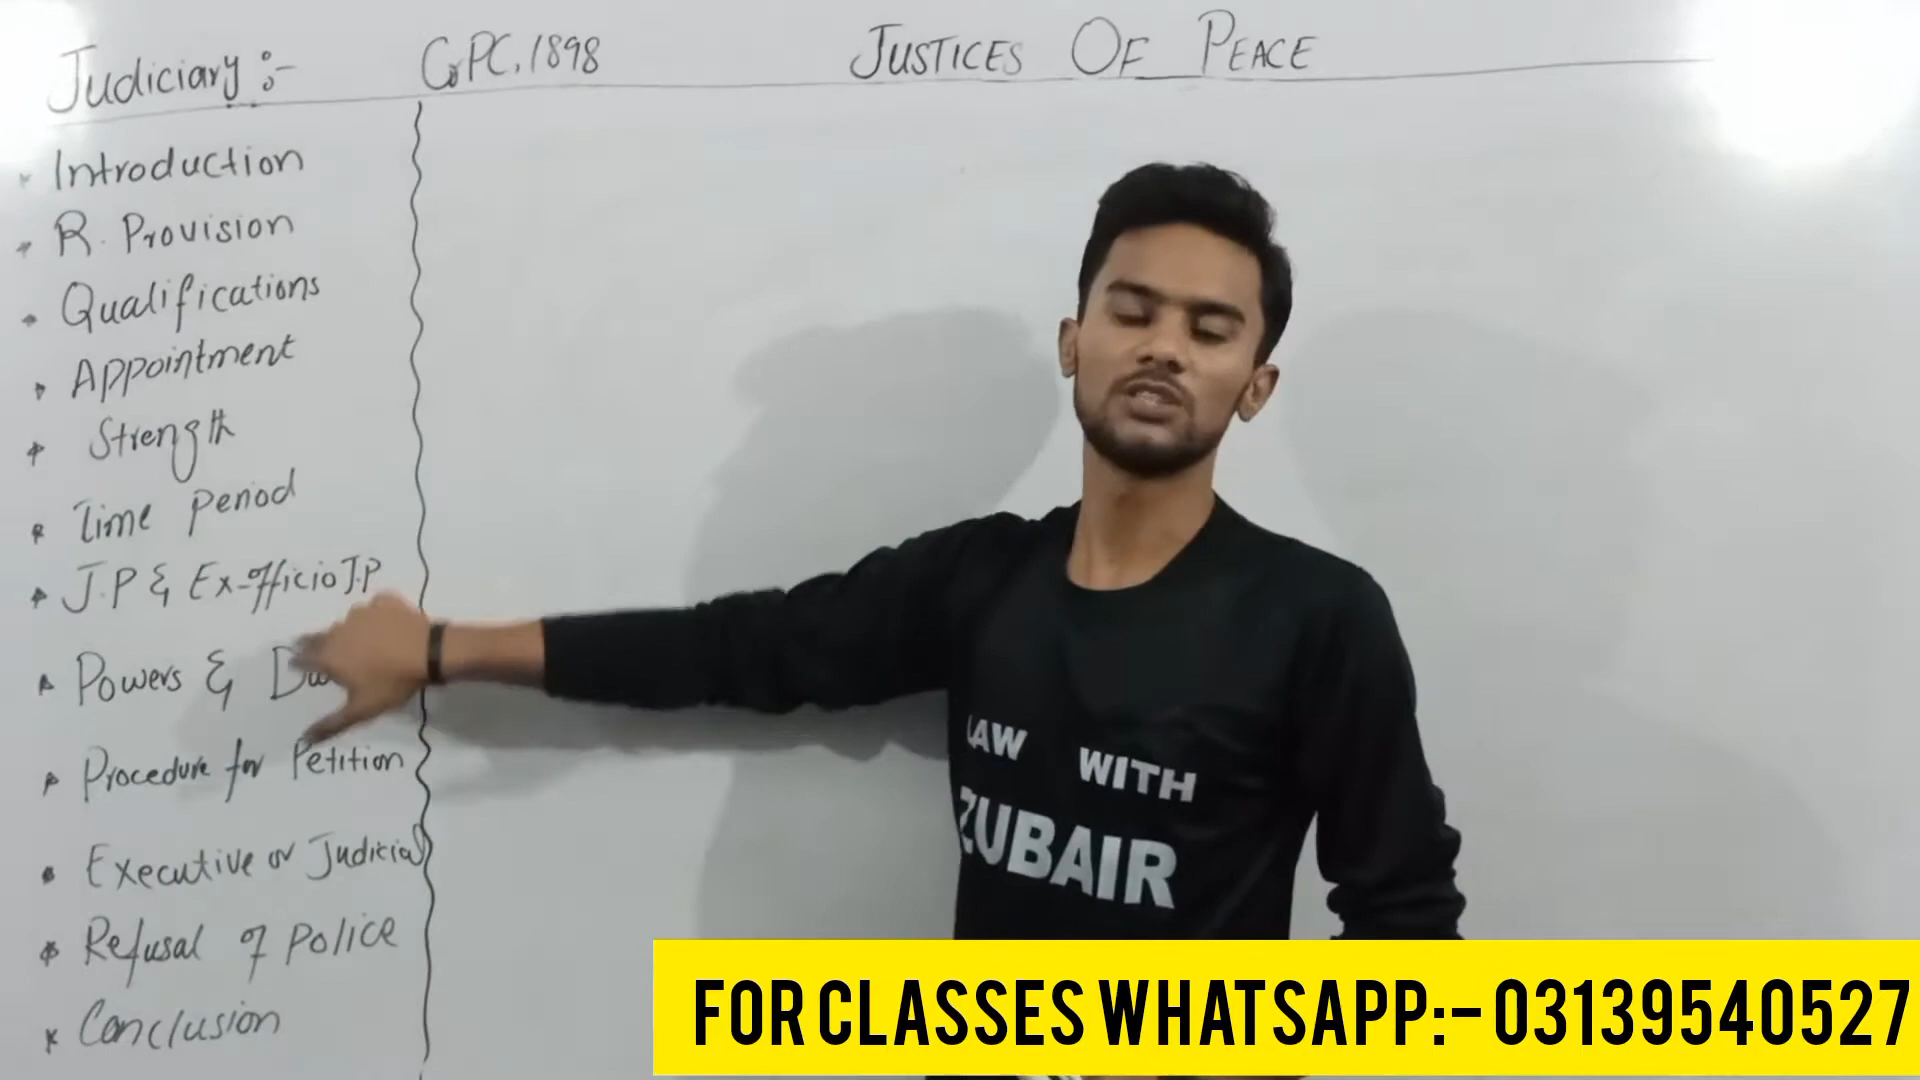 Judiciary :-
CrPC, 1898
JUSTICES OF PEACE
Introduction
R. Provision
Qualifications
Appointment
Strength
Time Period
J.P & Ex-officio J.P
Powers &
Procedure for Petition
Executive or Judicial
Refusal of Police
Conclusion
LAW WITH
ZUBAIR
FOR CLASSES WHATSAPP:- 03139540527